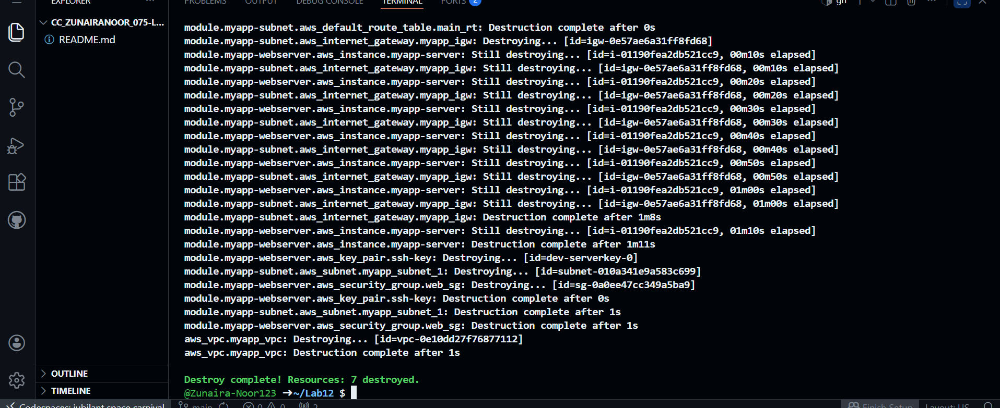 EXPLORER
PROBLEMS OUTPUT DEBUG CONSOLE TERMINAL PORTS 2
gh
CC_ZUNAIRANOOR_075-L...
README.md
module.myapp-subnet.aws_default_route_table.main_rt: Destruction complete after 0s
module.myapp-subnet.aws_internet_gateway.myapp_igw: Destroying... [id=igw-0e57ae6a31ff8fd68]
module.myapp-webserver.aws_instance.myapp-server: Still destroying... [id=i-01190fea2db521cc9, 00m10s elapsed]
module.myapp-subnet.aws_internet_gateway.myapp_igw: Still destroying... [id=igw-0e57ae6a31ff8fd68, 00m10s elapsed]
module.myapp-webserver.aws_instance.myapp-server: Still destroying... [id=i-01190fea2db521cc9, 00m20s elapsed]
module.myapp-subnet.aws_internet_gateway.myapp_igw: Still destroying... [id=igw-0e57ae6a31ff8fd68, 00m20s elapsed]
module.myapp-webserver.aws_instance.myapp-server: Still destroying... [id=i-01190fea2db521cc9, 00m30s elapsed]
module.myapp-subnet.aws_internet_gateway.myapp_igw: Still destroying... [id=igw-0e57ae6a31ff8fd68, 00m30s elapsed]
module.myapp-webserver.aws_instance.myapp-server: Still destroying... [id=i-01190fea2db521cc9, 00m40s elapsed]
module.myapp-subnet.aws_internet_gateway.myapp_igw: Still destroying... [id=igw-0e57ae6a31ff8fd68, 00m40s elapsed]
module.myapp-webserver.aws_instance.myapp-server: Still destroying... [id=i-01190fea2db521cc9, 00m50s elapsed]
module.myapp-subnet.aws_internet_gateway.myapp_igw: Still destroying... [id=igw-0e57ae6a31ff8fd68, 00m50s elapsed]
module.myapp-webserver.aws_instance.myapp-server: Still destroying... [id=i-01190fea2db521cc9, 01m00s elapsed]
module.myapp-subnet.aws_internet_gateway.myapp_igw: Still destroying... [id=igw-0e57ae6a31ff8fd68, 01m00s elapsed]
module.myapp-subnet.aws_internet_gateway.myapp_igw: Destruction complete after 1m8s
module.myapp-webserver.aws_instance.myapp-server: Still destroying... [id=i-01190fea2db521cc9, 01m10s elapsed]
module.myapp-webserver.aws_instance.myapp-server: Destruction complete after 1m11s
module.myapp-webserver.aws_key_pair.ssh-key: Destroying... [id=dev-serverkey-0]
module.myapp-subnet.aws_subnet.myapp_subnet_1: Destroying... [id=subnet-010a341e9a583c699]
module.myapp-webserver.aws_security_group.web_sg: Destroying... [id=sg-0a0ee47cc349a5ba9]
module.myapp-webserver.aws_key_pair.ssh-key: Destruction complete after 0s
module.myapp-subnet.aws_subnet.myapp_subnet_1: Destruction complete after 1s
module.myapp-webserver.aws_security_group.web_sg: Destruction complete after 1s
aws_vpc.myapp_vpc: Destroying... [id=vpc-0e10dd27f76877112]
aws_vpc.myapp_vpc: Destruction complete after 1s
Destroy complete! Resources: 7 destroyed.
@Zunaira-Noor123 ➜~/Lab12 $
OUTLINE
TIMELINE
Codespaces: jubilant space carnival main 0 0 2 Finish Setup Layout: US